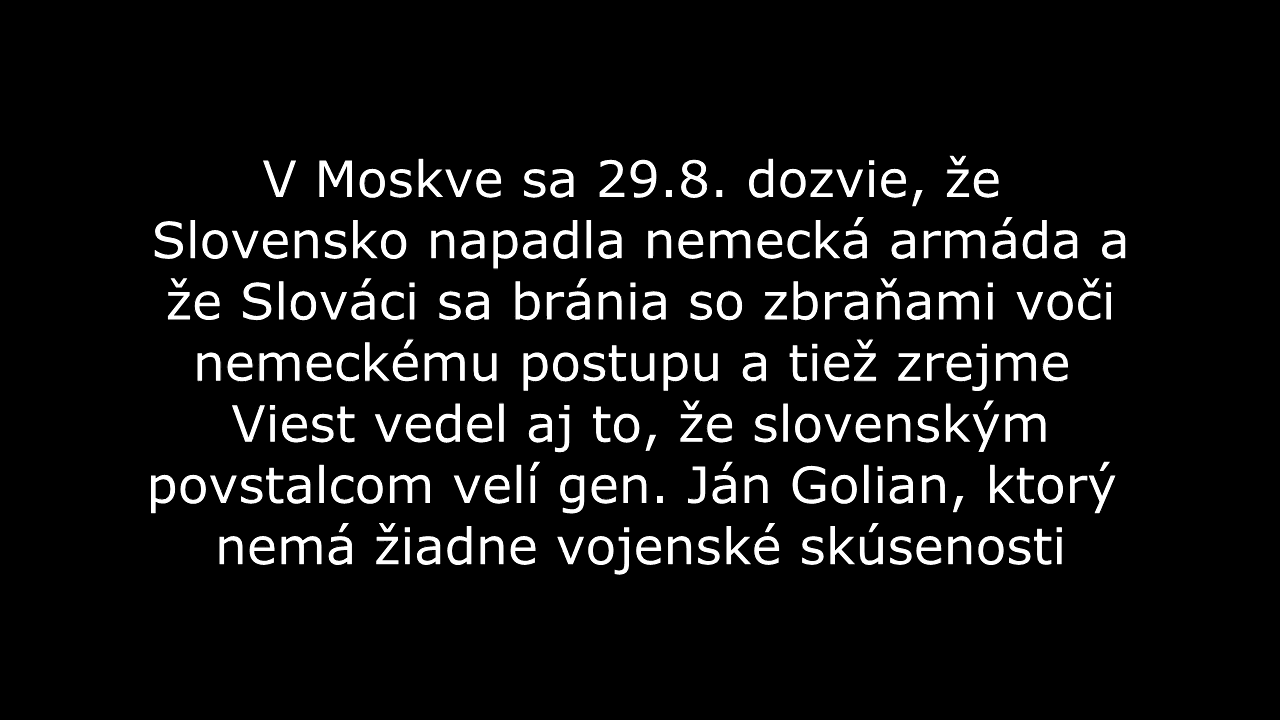 V Moskve sa 29.8. dozvie, že
Slovensko napadla nemecká armáda a
že Slováci sa bránia so zbraňami voči
nemeckému postupu a tiež zrejme
Viest vedel aj to, že slovenským
povstalcom velí gen. Ján Golian, ktorý
nemá žiadne vojenské skúsenosti